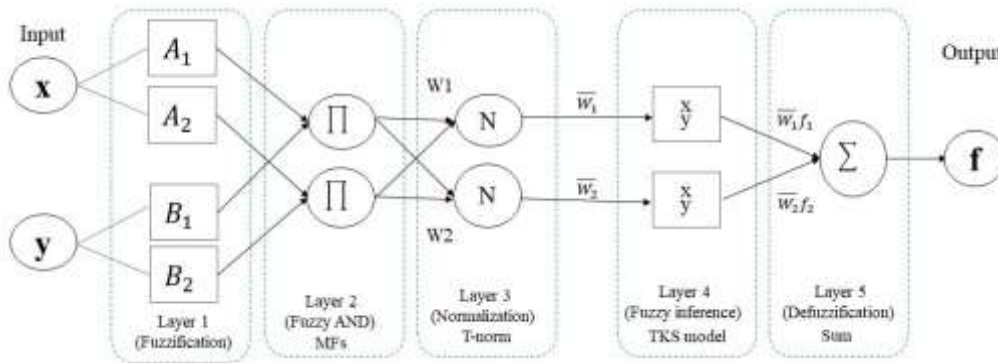 Input
x
y
A₁
A₂
B₁
B₂
Layer 1
(Fuzzification)
∏
∏
Layer 2
(Fuzzy AND)
MFs
W1
N
N
W2
Layer 3
(Normalization)
T-norm
w̅₁
w̅₂
x
y
x
y
Layer 4
(Fuzzy inference)
TKS model
w̅₁f₁
w̅₂f₂
∑
Layer 5
(Defuzzification)
Sum
Output
f